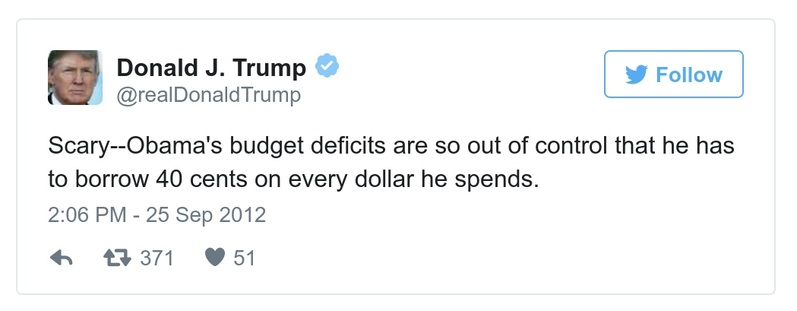 Donald J. Trump
@realDonaldTrump
Follow
Scary--Obama's budget deficits are so out of control that he has
to borrow 40 cents on every dollar he spends.
2:06 PM - 25 Sep 2012
371 51